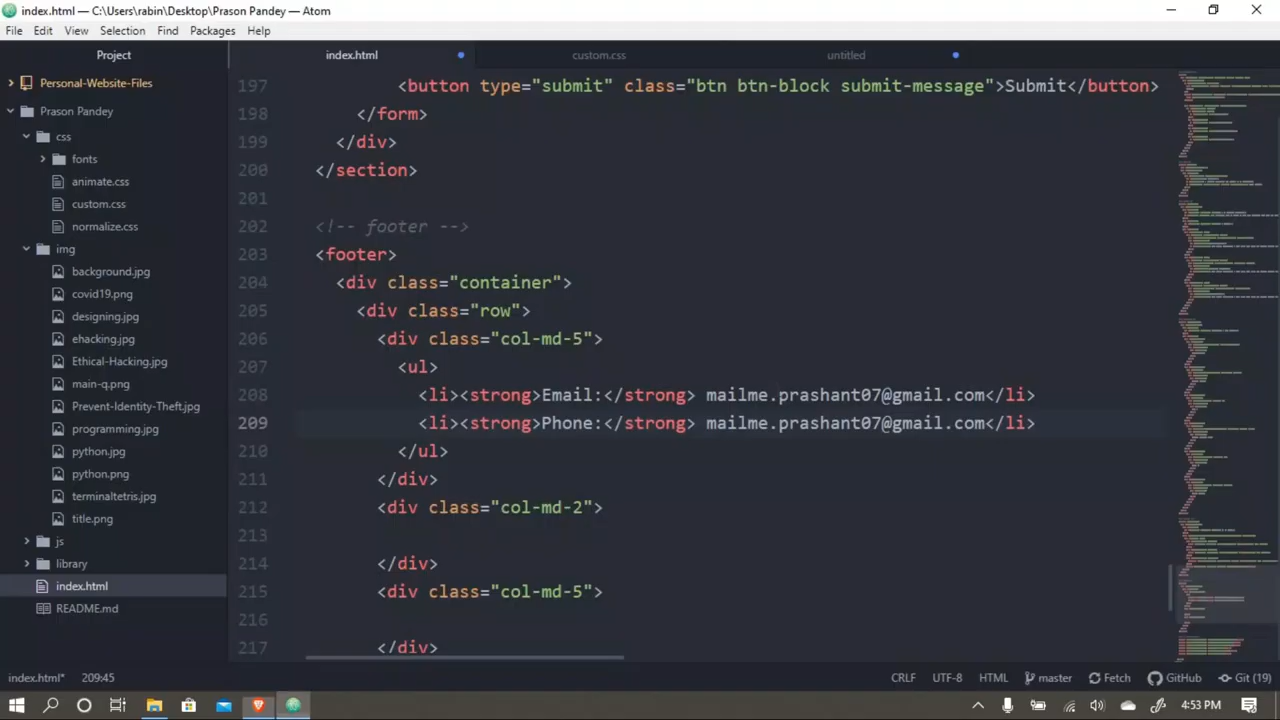 index.html — C:\Users\rabin\Desktop\Prason Pandey — Atom
File Edit View Selection Find Packages Help
Project
Personal-Website-Files
Prason Pandey
css
fonts
animate.css
custom.css
normalize.css
img
background.jpg
covid19.png
designing.jpg
ehacking.jpg
Ethical-Hacking.jpg
main-q.png
Prevent-Identity-Theft.jpg
programming.jpg
python.jpg
python.png
terminaltetris.jpg
title.png
js
library
index.html
README.md
index.html custom.css untitled
197 <button type="submit" class="btn btn-block submit-message">Submit</button>
198 </form>
199 </div>
200 </section>
201
202 <!-- footer -->
203 <footer>
204 <div class="container">
205 <div class="row">
206 <div class="col-md-5">
207 <ul>
208 <li><strong>Email:</strong> mailme.prashant07@gmail.com</li>
209 <li><strong>Phone:</strong> mailme.prashant07@gmail.com</li>
210 </ul>
211 </div>
212 <div class="col-md-2">
213
214 </div>
215 <div class="col-md-5">
216
217 </div>
index.html* 209:45 CRLF UTF-8 HTML master Fetch GitHub Git (19)
4:53 PM